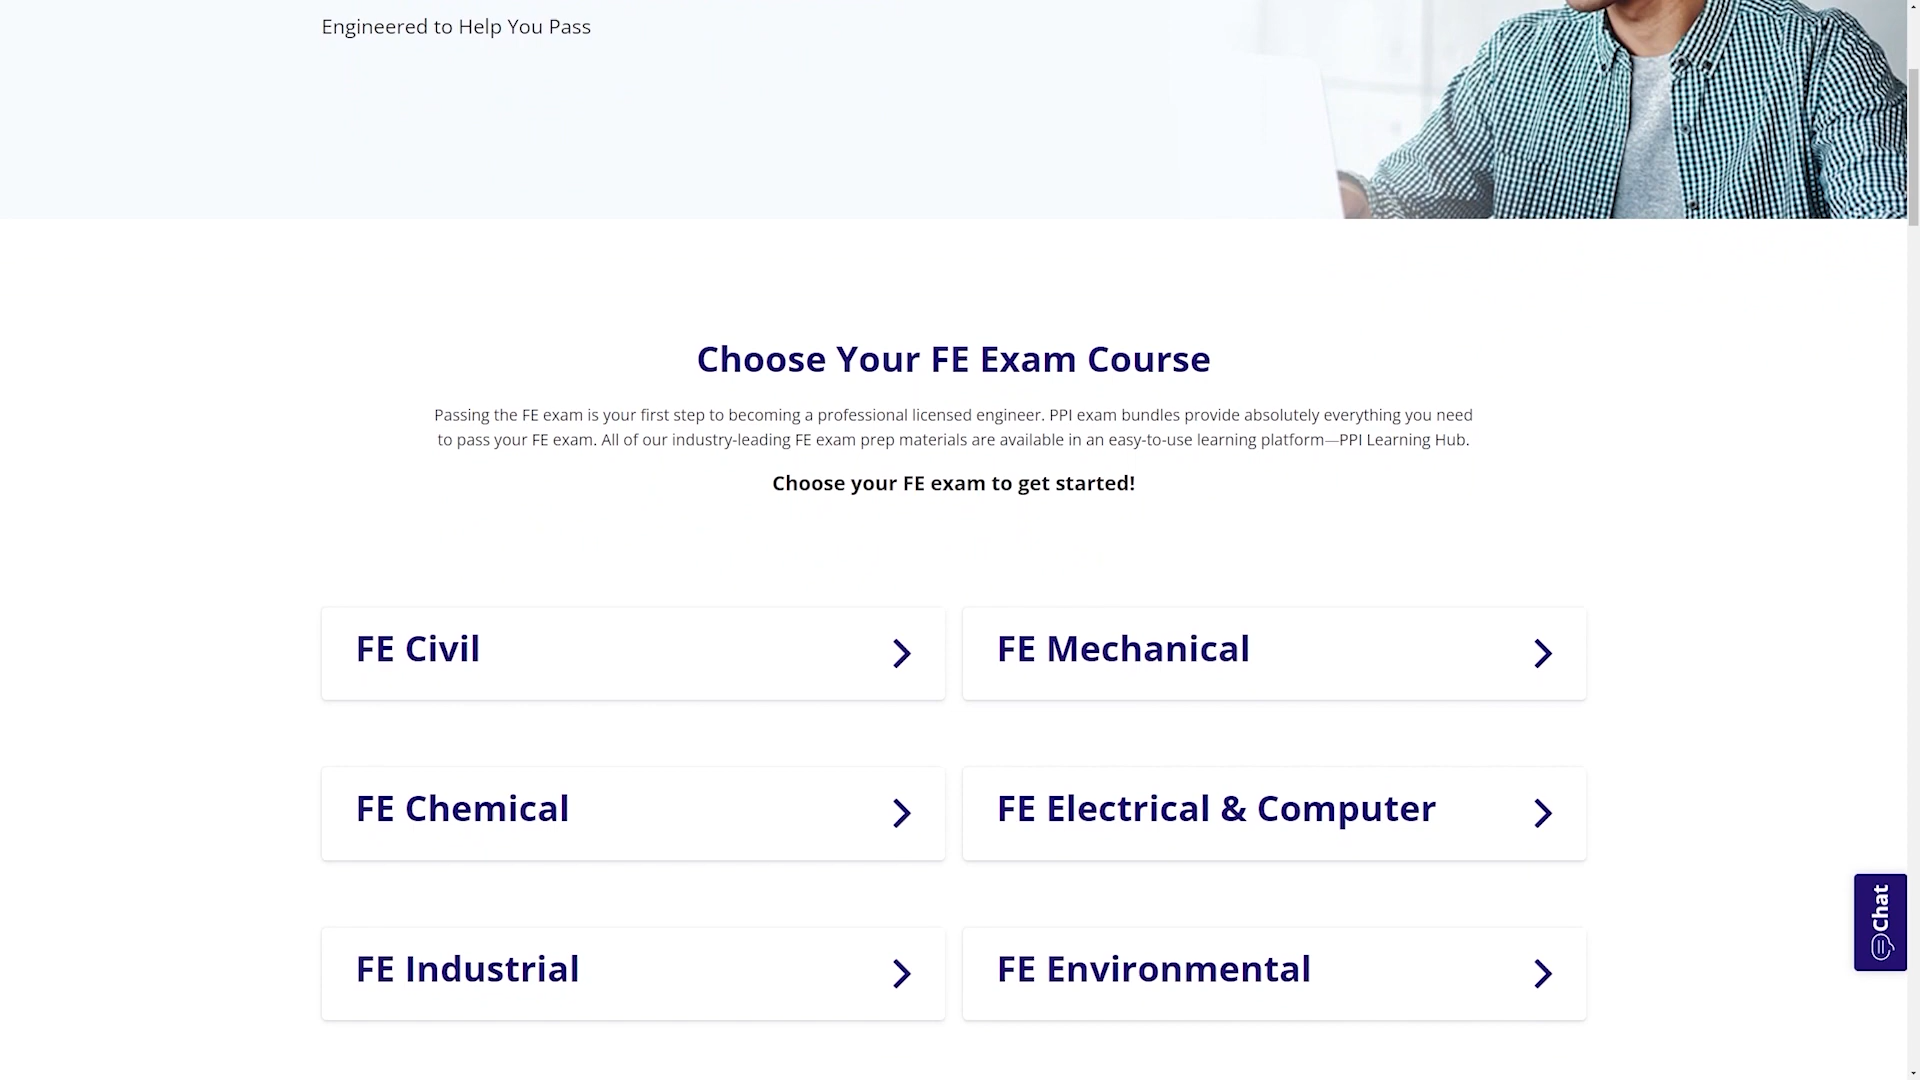 Engineered to Help You Pass
Choose Your FE Exam Course
Passing the FE exam is your first step to becoming a professional licensed engineer. PPI exam bundles provide absolutely everything you need
to pass your FE exam. All of our industry-leading FE exam prep materials are available in an easy-to-use learning platform—PPI Learning Hub.
Choose your FE exam to get started!
FE Civil
FE Mechanical
FE Chemical
FE Electrical & Computer
FE Industrial
FE Environmental
Chat